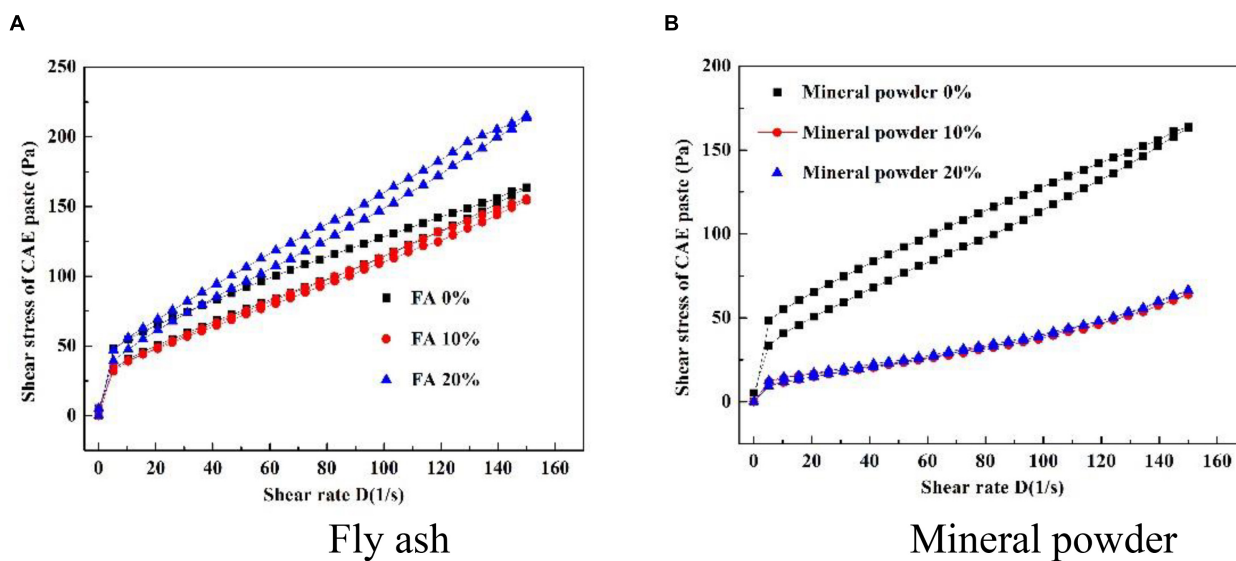 A
Shear stress of CAE paste (Pa)
250
200
150
100
50
0
FA 0%
FA 10%
FA 20%
0 20 40 60 80 100 120 140 160
Shear rate D(1/s)
Fly ash
B
Shear stress of CAE paste (Pa)
200
150
100
50
0
Mineral powder 0%
Mineral powder 10%
Mineral powder 20%
0 20 40 60 80 100 120 140 160
Shear rate D(1/s)
Mineral powder